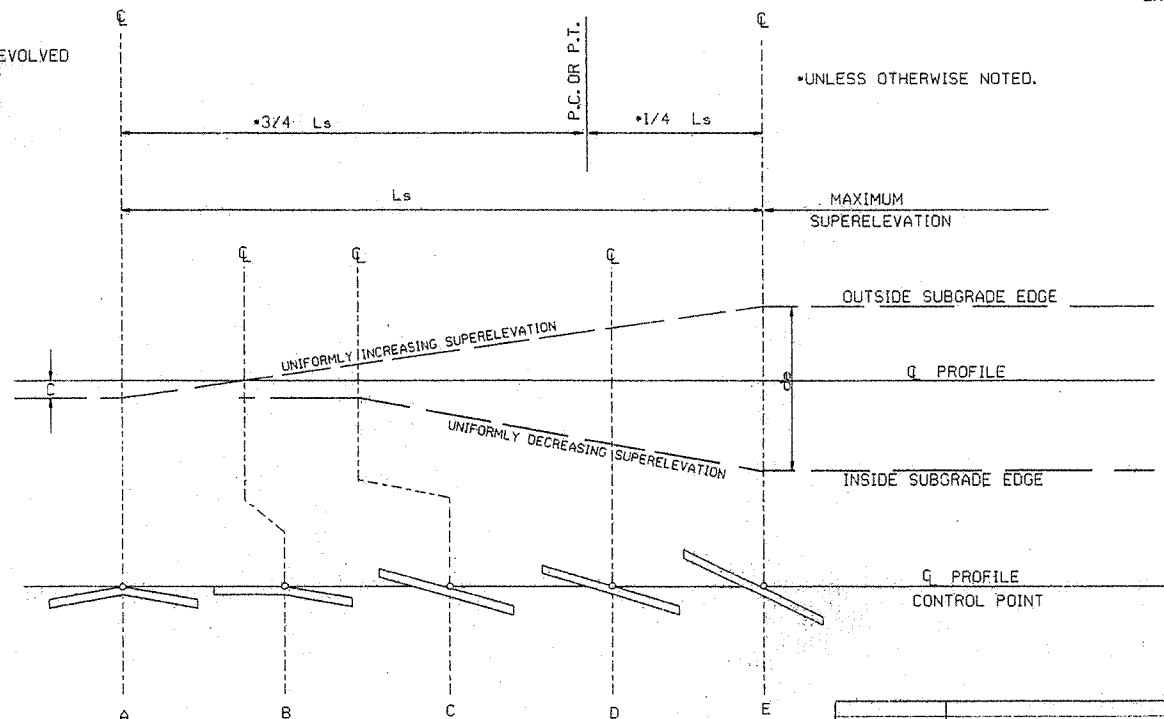 ℄
℄
EVOLVED
P.C. OR P.T.
*UNLESS OTHERWISE NOTED.
*3/4 Ls
*1/4 Ls
Ls
MAXIMUM
SUPERELEVATION
℄
℄
℄
OUTSIDE SUBGRADE EDGE
UNIFORMLY INCREASING SUPERELEVATION
℄ PROFILE
C
UNIFORMLY DECREASING SUPERELEVATION
INSIDE SUBGRADE EDGE
℄ PROFILE
CONTROL POINT
A
B
C
D
E